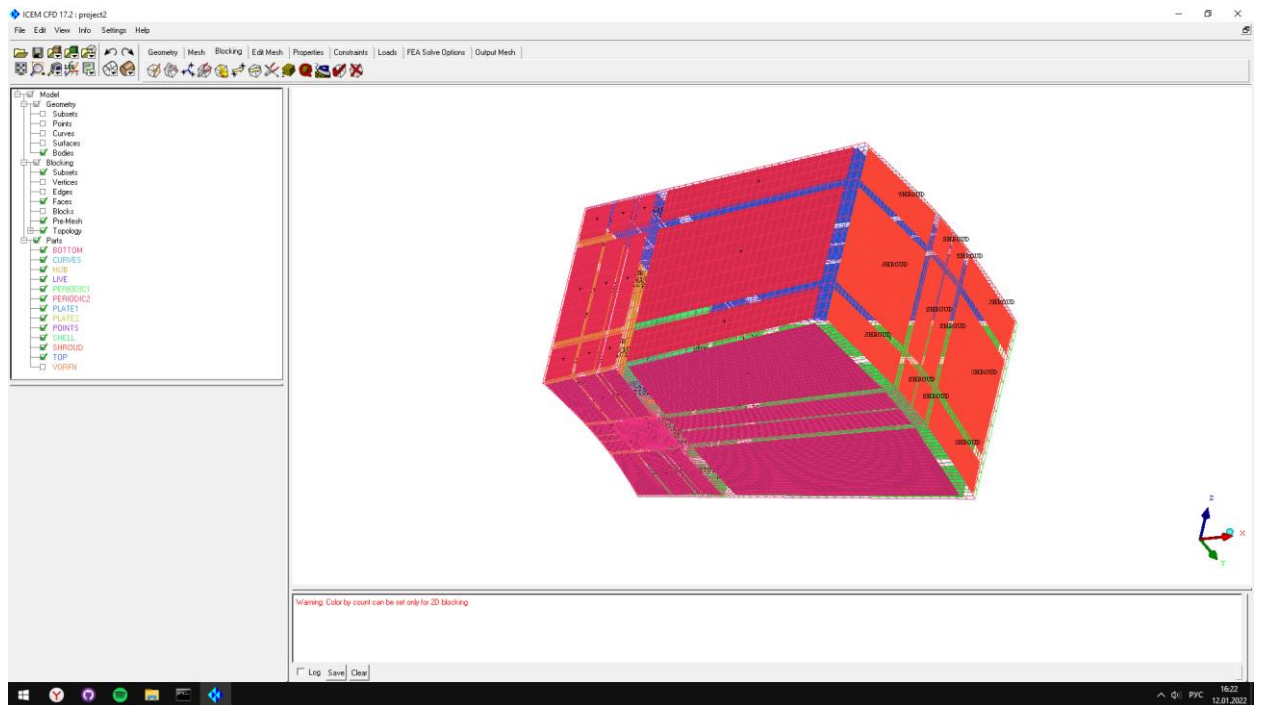 ICEM CFD 17.2 : project2
File Edit View Info Settings Help
Geometry Mesh Blocking Edit Mesh Properties Constraints Loads FEA Solve Options Output Mesh
Model
Geometry
Subsets
Points
Curves
Surfaces
Bodies
Blocking
Subsets
Vertices
Edges
Faces
Blocks
Pre-Mesh
Topology
Parts
BOTTOM
CURVES
HUB
LIVE
PERIODIC1
PERIODIC2
PLATE1
PLATE2
POINTS
SHELL
SHROUD
TOP
VORFN
SHROUD
SHROUD
SHROUD
SHROUD
SHROUD
SHROUD
SHROUD
SHROUD
SHROUD
SHROUD
SHROUD
SHROUD
Z
X
Y
Warning: Color by count can be set only for 2D blocking
Log Save Clear
РУС
16:22
12.01.2022